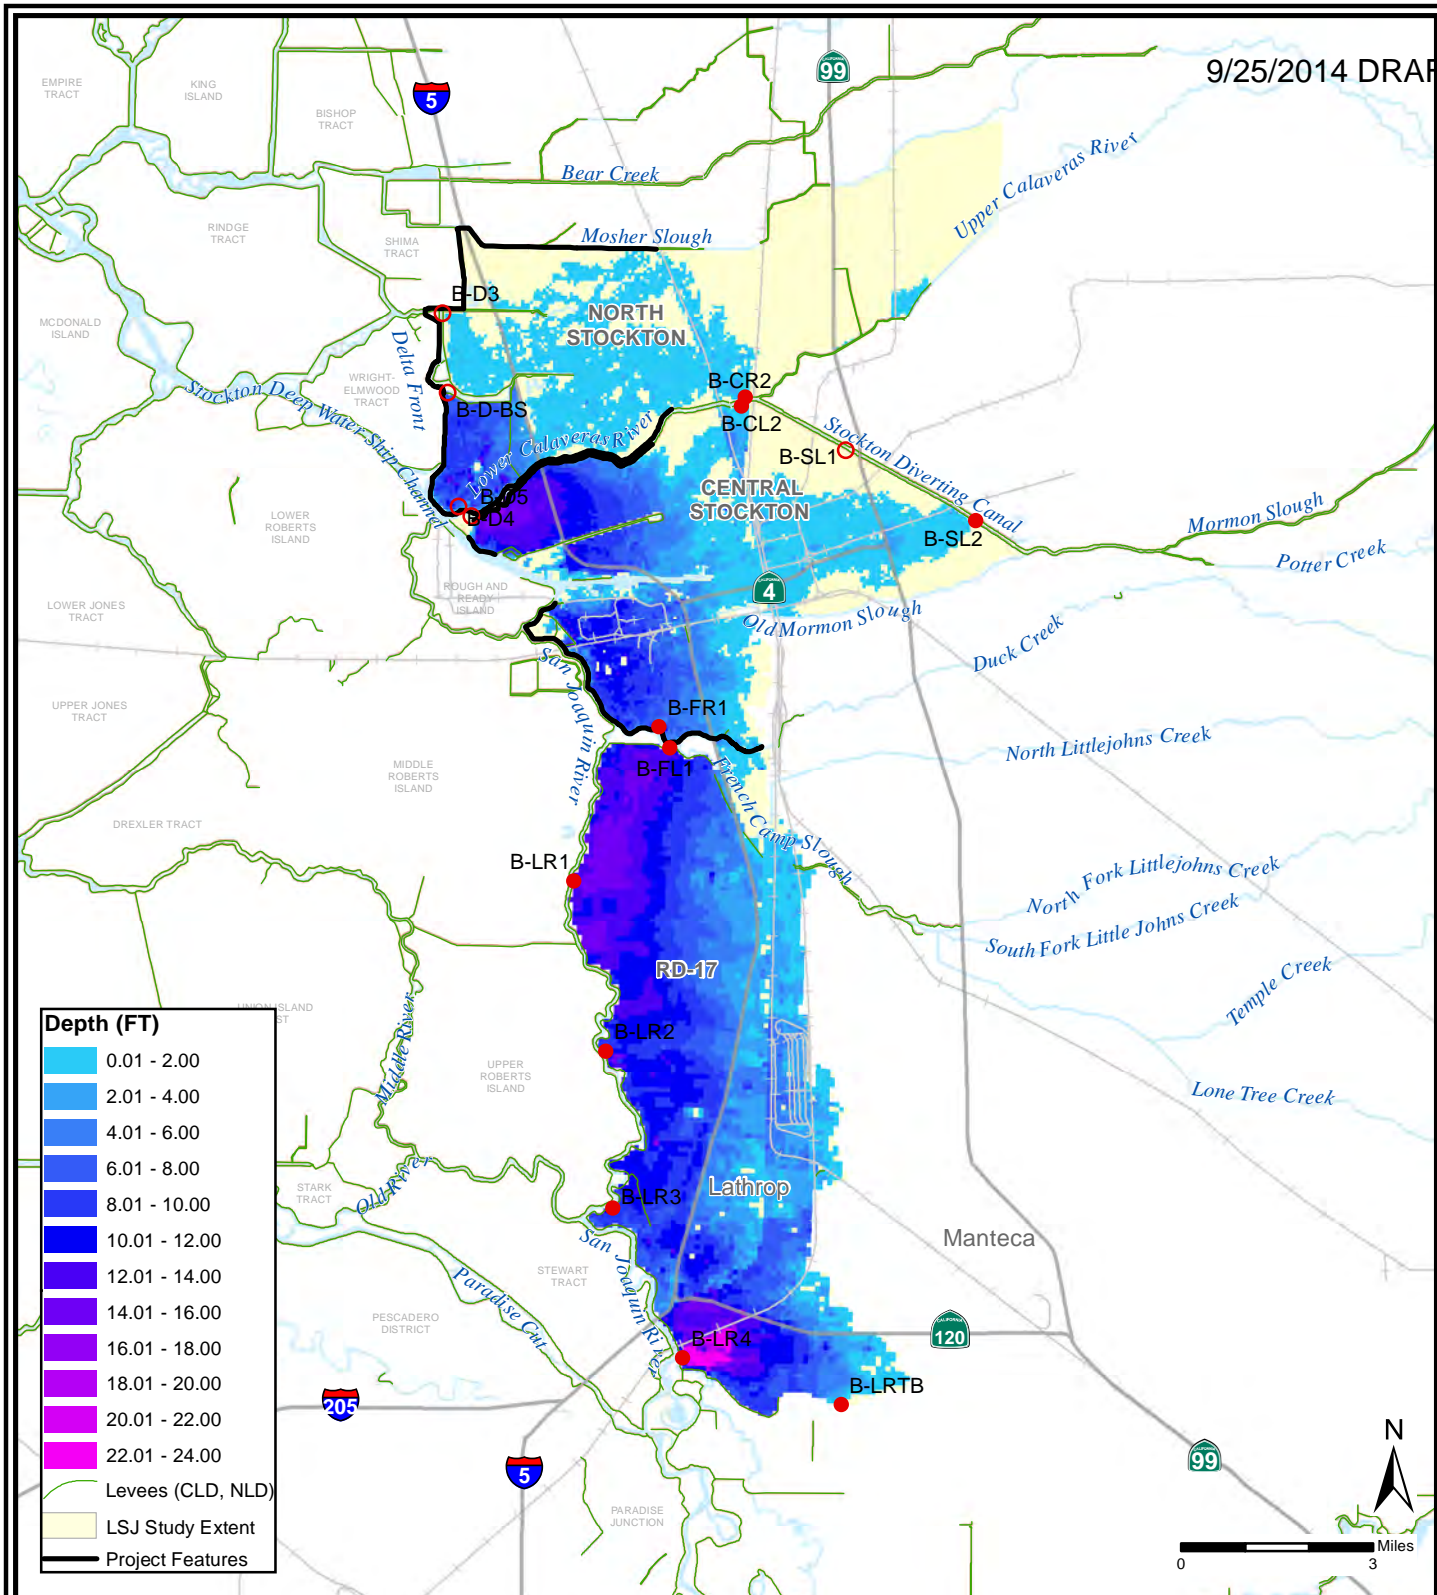 9/25/2014 DRAF
99
5
EMPIRE
TRACT
KING
ISLAND
BISHOP
TRACT
Bear Creek
Upper Calaveras River
RINDGE
TRACT
SHIMA
TRACT
Mosher Slough
B-D3
NORTH
STOCKTON
MCDONALD
ISLAND
Delta Front
WRIGHT-
ELMWOOD
TRACT
Stockton Deep Water Ship Channel
B-D-BS
B-CR2
B-CL2
Lower Calaveras River
Stockton Diverting Canal
B-SL1
CENTRAL
STOCKTON
B-D5
B-D4
LOWER
ROBERTS
ISLAND
B-SL2
Mormon Slough
Potter Creek
ROUGH AND
READY
ISLAND
CALIFORNIA
4
Old Mormon Slough
LOWER JONES
TRACT
Duck Creek
San Joaquin River
UPPER JONES
TRACT
B-FR1
North Littlejohns Creek
B-FL1
French Camp Slough
MIDDLE
ROBERTS
ISLAND
DREXLER TRACT
B-LR1
North Fork Littlejohns Creek
South Fork Little Johns Creek
RD-17
Temple Creek
Middle River
B-LR2
UPPER
ROBERTS
ISLAND
Lone Tree Creek
Old River
STARK
TRACT
Lathrop
B-LR3
Manteca
San Joaquin River
STEWART
TRACT
Paradise Cut
PESCADERO
DISTRICT
CALIFORNIA
120
B-LR4
B-LRTB
205
5
CALIFORNIA
99
PARADISE
JUNCTION
N
Miles
0
3
UNION ISLAND
ST
Depth (FT)
0.01 - 2.00
2.01 - 4.00
4.01 - 6.00
6.01 - 8.00
8.01 - 10.00
10.01 - 12.00
12.01 - 14.00
14.01 - 16.00
16.01 - 18.00
18.01 - 20.00
20.01 - 22.00
22.01 - 24.00
Levees (CLD, NLD)
LSJ Study Extent
Project Features